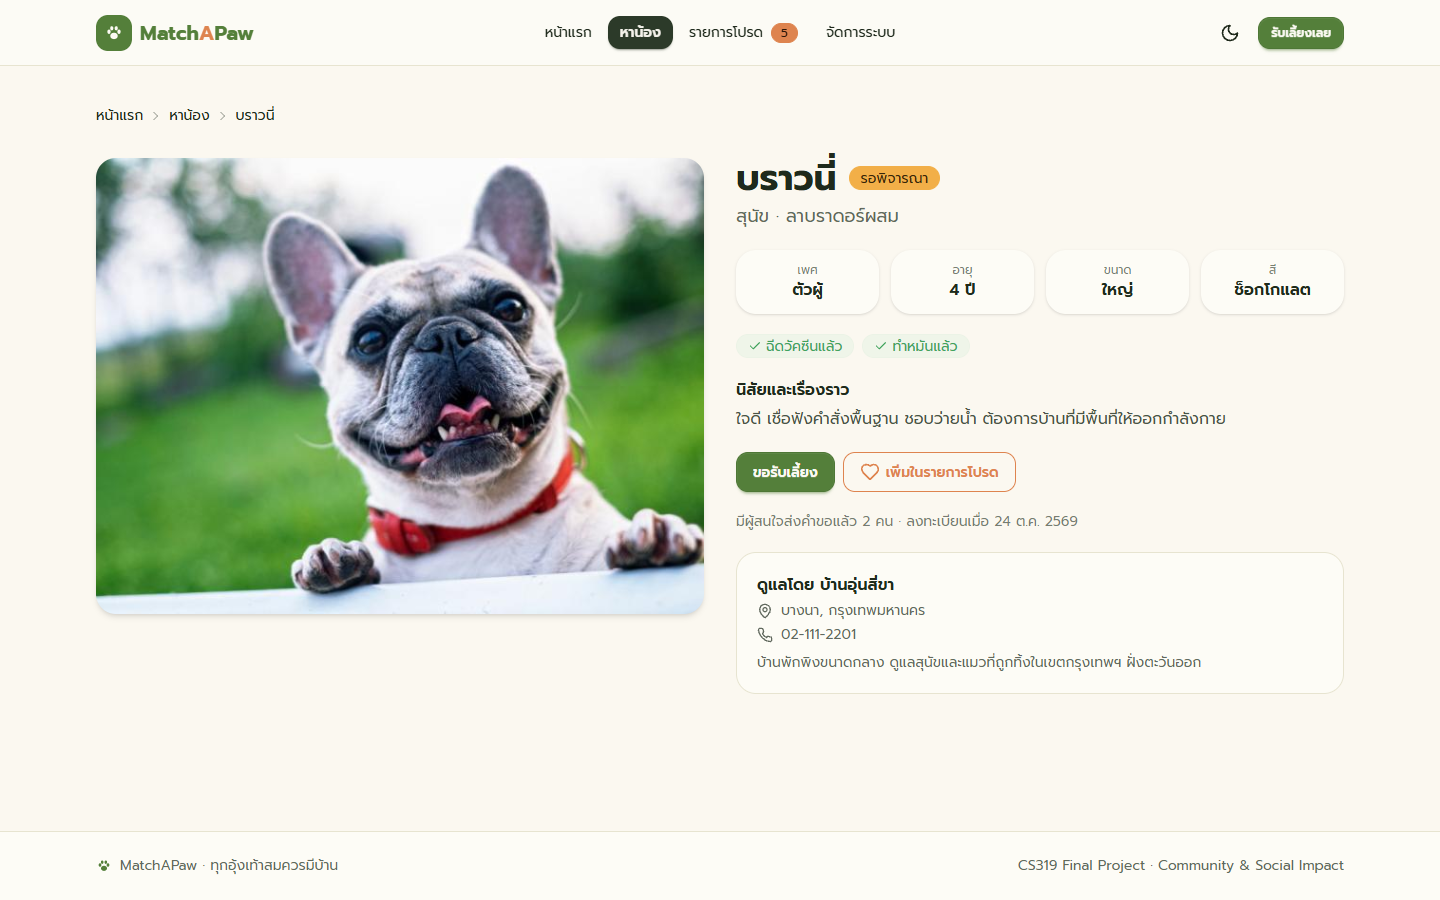 MatchAPaw
หน้าแรก หาน้อง รายการโปรด 5 จัดการระบบ
รับเลี้ยงเลย
หน้าแรก > หาน้อง > บราวนี่
บราวนี่ รอพิจารณา
สุนัข · ลาบราดอร์ผสม
เพศ
ตัวผู้
อายุ
4 ปี
ขนาด
ใหญ่
สี
ช็อกโกแลต
ฉีดวัคซีนแล้ว ทำหมันแล้ว
นิสัยและเรื่องราว
ใจดี เชื่อฟังคำสั่งพื้นฐาน ชอบว่ายน้ำ ต้องการบ้านที่มีพื้นที่ให้ออกกำลังกาย
ขอรับเลี้ยง เพิ่มในรายการโปรด
มีผู้สนใจส่งคำขอแล้ว 2 คน · ลงทะเบียนเมื่อ 24 ต.ค. 2569
ดูแลโดย บ้านอุ่นสี่ขา
บางนา, กรุงเทพมหานคร
02-111-2201
บ้านพักพิงขนาดกลาง ดูแลสุนัขและแมวที่ถูกทิ้งในเขตกรุงเทพฯ ฝั่งตะวันออก
MatchAPaw · ทุกอุ้งเท้าสมควรมีบ้าน
CS319 Final Project · Community & Social Impact